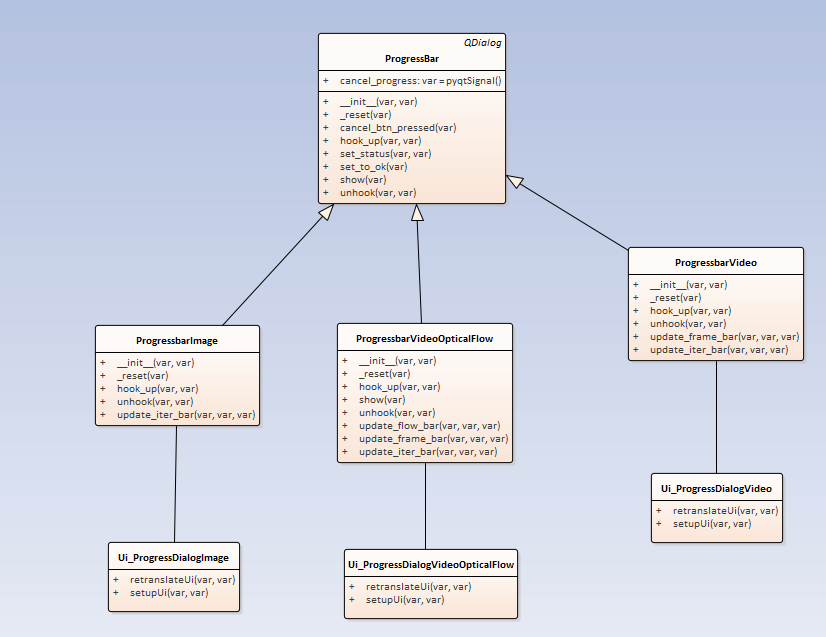 QDialog
ProgressBar
+ cancel_progress: var = pyqtSignal()
+ __init__(var, var)
+ _reset(var)
+ cancel_btn_pressed(var)
+ hook_up(var, var)
+ set_status(var, var)
+ set_to_ok(var)
+ show(var)
+ unhook(var, var)
ProgressbarImage
+ __init__(var, var)
+ _reset(var)
+ hook_up(var, var)
+ unhook(var, var)
+ update_iter_bar(var, var, var)
ProgressbarVideoOpticalFlow
+ __init__(var, var)
+ _reset(var)
+ hook_up(var, var)
+ show(var)
+ unhook(var, var)
+ update_flow_bar(var, var, var)
+ update_frame_bar(var, var, var)
+ update_iter_bar(var, var, var)
ProgressbarVideo
+ __init__(var, var)
+ _reset(var)
+ hook_up(var, var)
+ unhook(var, var)
+ update_frame_bar(var, var, var)
+ update_iter_bar(var, var, var)
Ui_ProgressDialogImage
+ retranslateUi(var, var)
+ setupUi(var, var)
Ui_ProgressDialogVideoOpticalFlow
+ retranslateUi(var, var)
+ setupUi(var, var)
Ui_ProgressDialogVideo
+ retranslateUi(var, var)
+ setupUi(var, var)